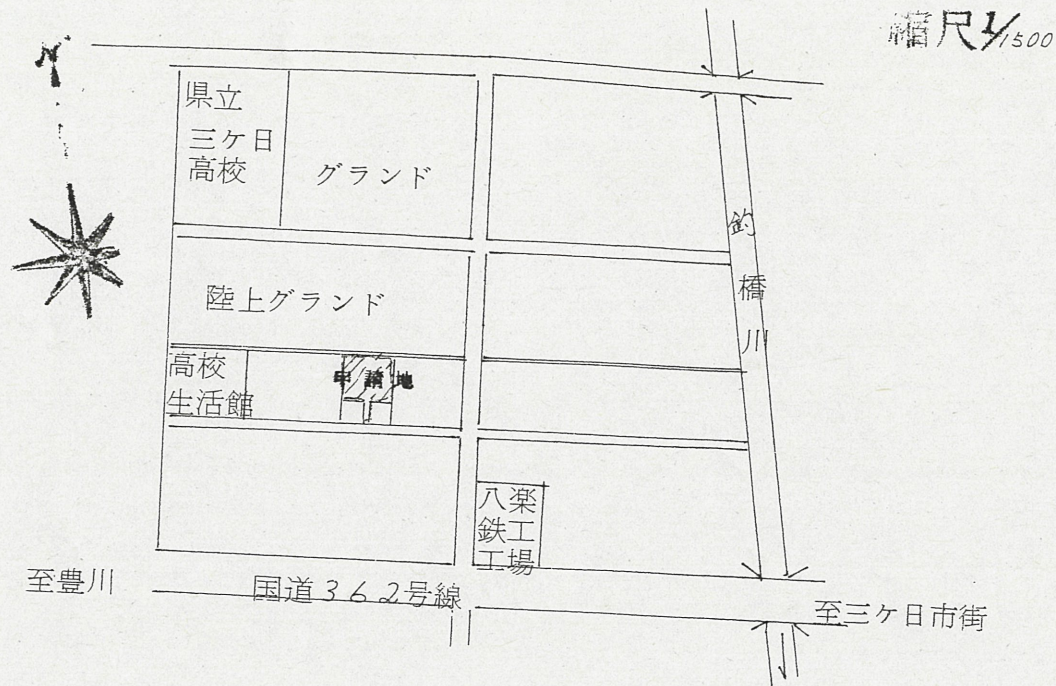 縮尺1/1500
N
県立
三ケ日
高校
グランド
釣橋川
陸上グランド
高校
生活館
申請地
八楽
鉄工
工場
至豊川
国道362号線
至三ケ日市街